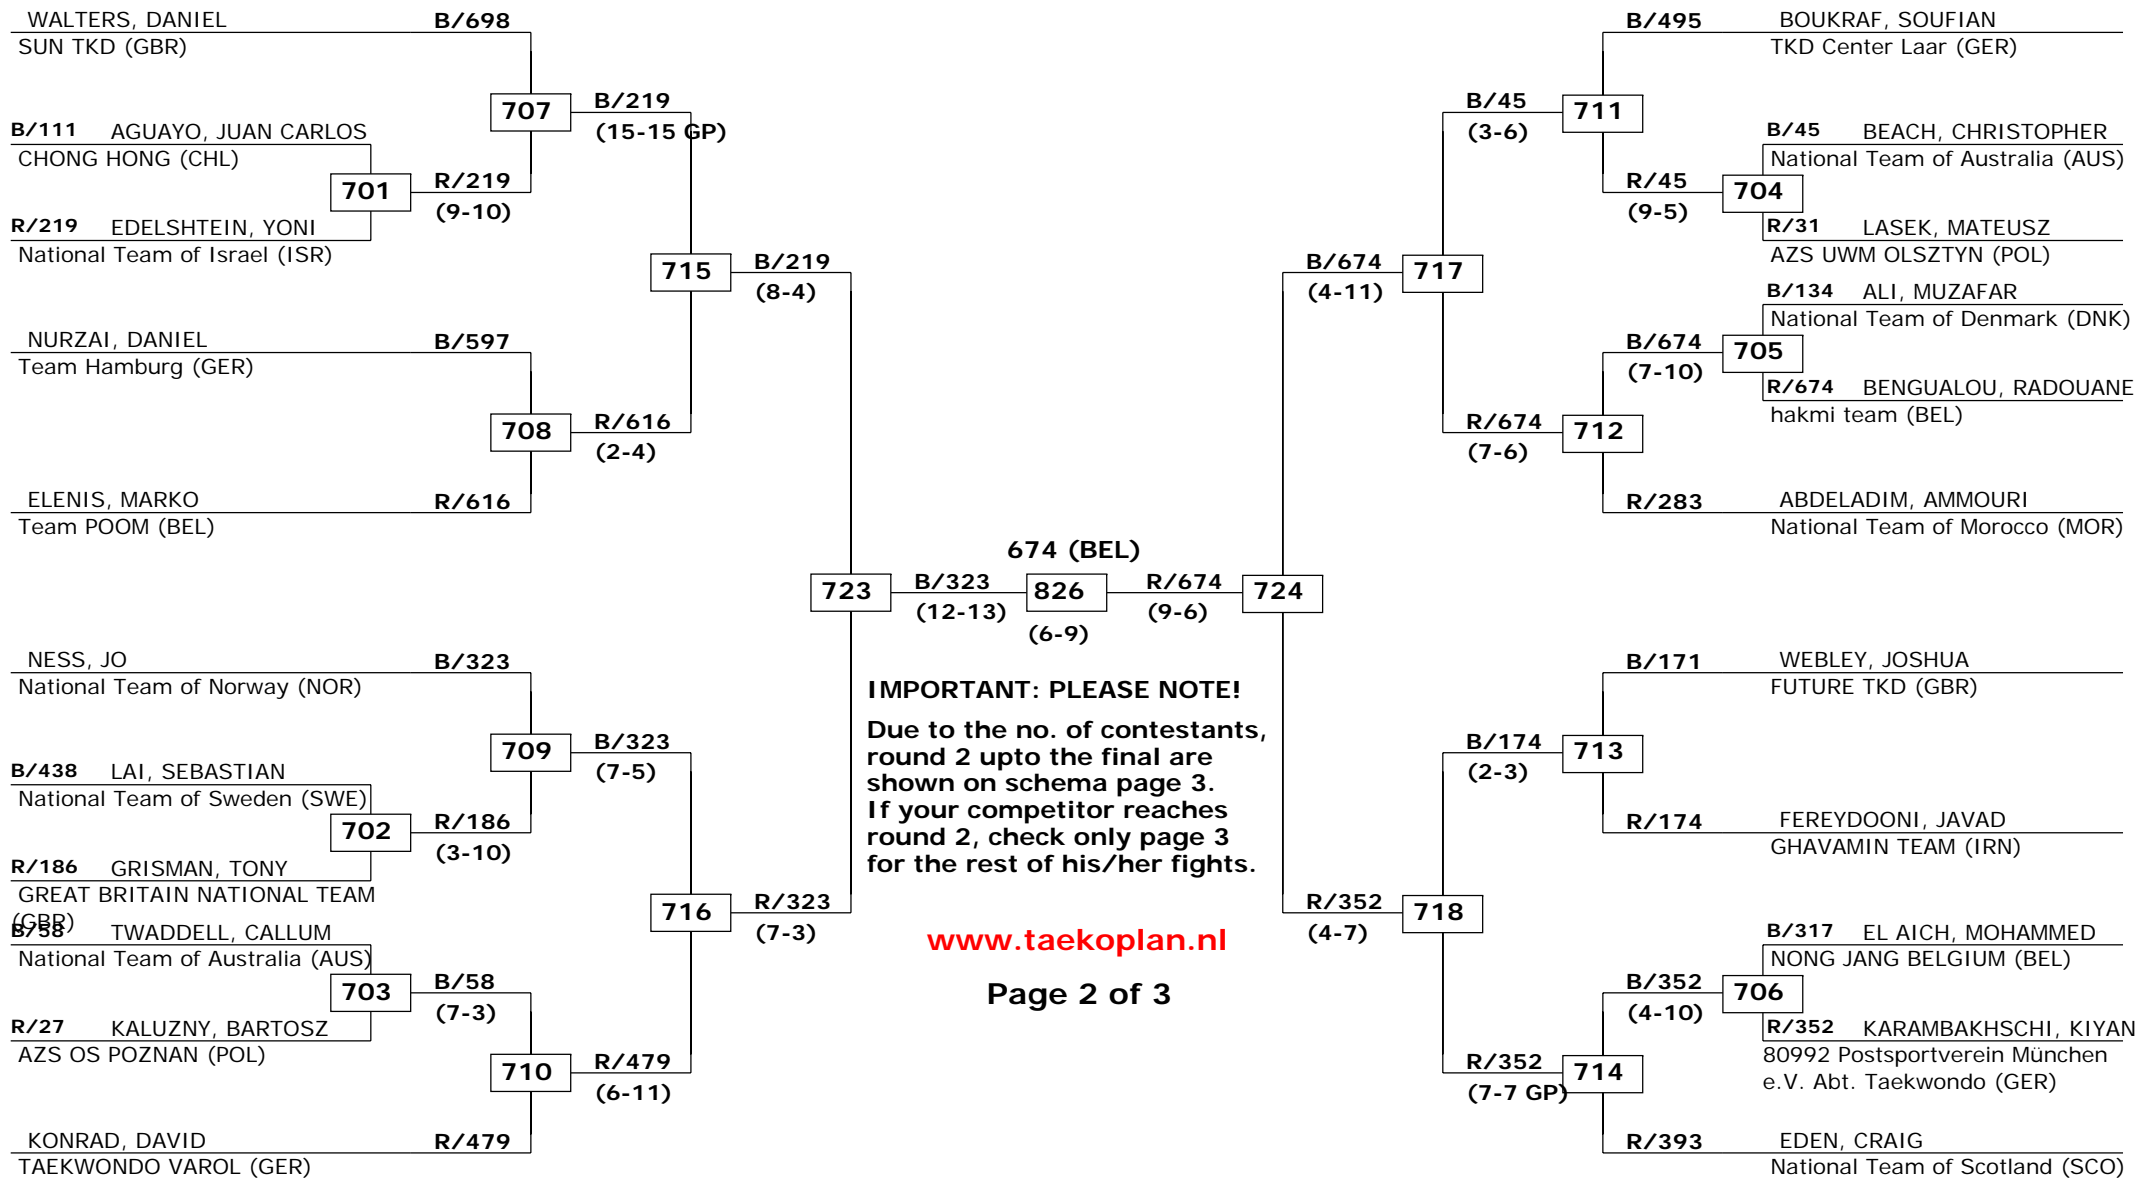 WALTERS, DANIEL B/698
SUN TKD (GBR)
707
B/219
(15-15 GP)
B/111 AGUAYO, JUAN CARLOS
CHONG HONG (CHL)
701
R/219
(9-10)
R/219 EDELSHTEIN, YONI
National Team of Israel (ISR)
715
B/219
(8-4)
NURZAI, DANIEL B/597
Team Hamburg (GER)
708
R/616
(2-4)
ELENIS, MARKO R/616
Team POOM (BEL)
723
B/323
(12-13)
NESS, JO B/323
National Team of Norway (NOR)
709
B/323
(7-5)
B/438 LAI, SEBASTIAN
National Team of Sweden (SWE)
702
R/186
(3-10)
R/186 GRISMAN, TONY
GREAT BRITAIN NATIONAL TEAM
(GBR)
716
R/323
(7-3)
B/58 TWADDELL, CALLUM
National Team of Australia (AUS)
703
B/58
(7-3)
R/27 KALUZNY, BARTOSZ
AZS OS POZNAN (POL)
710
R/479
(6-11)
KONRAD, DAVID R/479
TAEKWONDO VAROL (GER)
674 (BEL)
826
(6-9)
IMPORTANT: PLEASE NOTE!
Due to the no. of contestants,
round 2 upto the final are
shown on schema page 3.
If your competitor reaches
round 2, check only page 3
for the rest of his/her fights.
www.taekoplan.nl
Page 2 of 3
B/495 BOUKRAF, SOUFIAN
TKD Center Laar (GER)
B/45
(3-6)
711
B/45 BEACH, CHRISTOPHER
National Team of Australia (AUS)
R/45
(9-5)
704
R/31 LASEK, MATEUSZ
AZS UWM OLSZTYN (POL)
B/674
(4-11)
717
B/134 ALI, MUZAFAR
National Team of Denmark (DNK)
B/674
(7-10)
705
R/674 BENGUALOU, RADOUANE
hakmi team (BEL)
R/674
(7-6)
712
R/283 ABDELADIM, AMMOURI
National Team of Morocco (MOR)
R/674
(9-6)
724
B/171 WEBLEY, JOSHUA
FUTURE TKD (GBR)
B/174
(2-3)
713
R/174 FEREYDOONI, JAVAD
GHAVAMIN TEAM (IRN)
R/352
(4-7)
718
B/317 EL AICH, MOHAMMED
NONG JANG BELGIUM (BEL)
B/352
(4-10)
706
R/352 KARAMBAKHSCHI, KIYAN
80992 Postsportverein München
e.V. Abt. Taekwondo (GER)
R/352
(7-7 GP)
714
R/393 EDEN, CRAIG
National Team of Scotland (SCO)